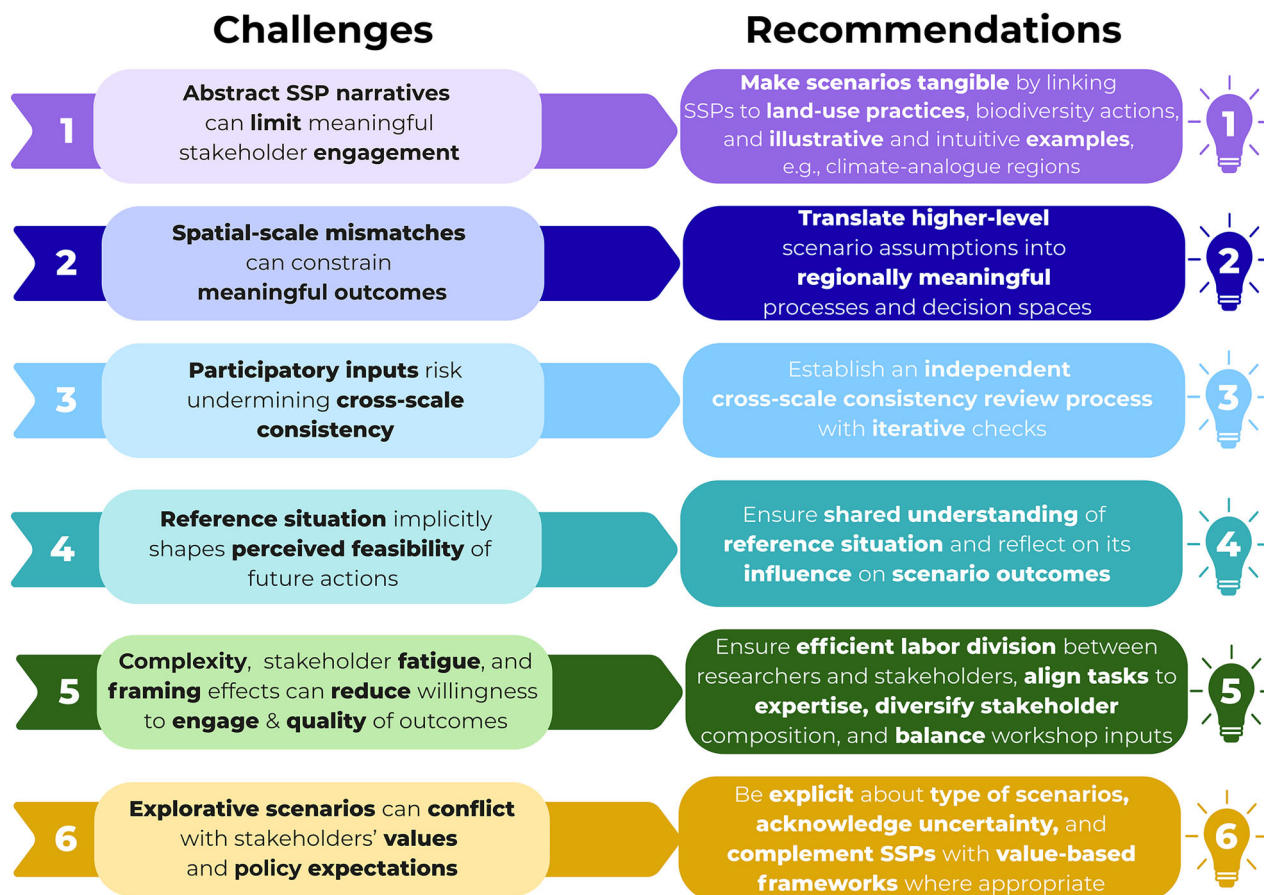 Challenges
Recommendations
1
Abstract SSP narratives
can limit meaningful
stakeholder engagement
Make scenarios tangible by linking
SSPs to land-use practices, biodiversity actions,
and illustrative and intuitive examples,
e.g., climate-analogue regions
1
2
Spatial-scale mismatches
can constrain
meaningful outcomes
Translate higher-level
scenario assumptions into
regionally meaningful
processes and decision spaces
2
3
Participatory inputs risk
undermining cross-scale
consistency
Establish an independent
cross-scale consistency review process
with iterative checks
3
4
Reference situation implicitly
shapes perceived feasibility of
future actions
Ensure shared understanding of
reference situation and reflect on its
influence on scenario outcomes
4
5
Complexity, stakeholder fatigue, and
framing effects can reduce willingness
to engage & quality of outcomes
Ensure efficient labor division between
researchers and stakeholders, align tasks to
expertise, diversify stakeholder
composition, and balance workshop inputs
5
6
Explorative scenarios can conflict
with stakeholders’ values
and policy expectations
Be explicit about type of scenarios,
acknowledge uncertainty, and
complement SSPs with value-based
frameworks where appropriate
6